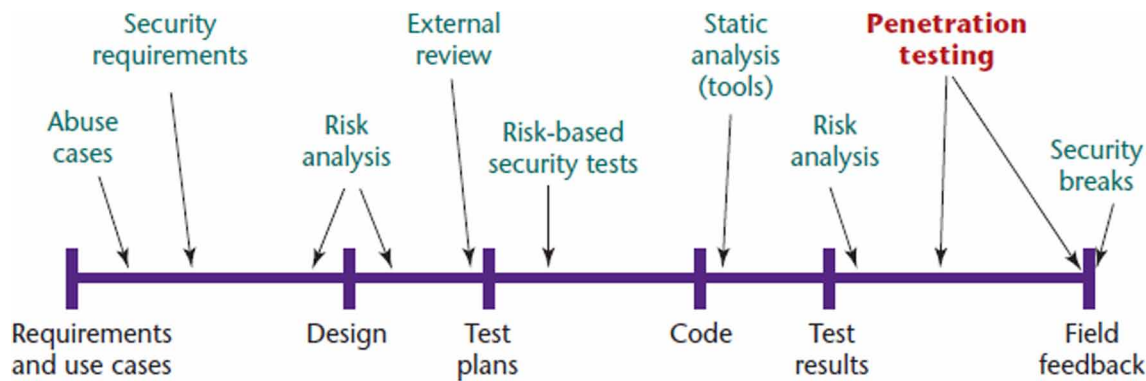 Security
requirements
External
review
Static
analysis
(tools)
Penetration
testing
Abuse
cases
Risk
analysis
Risk-based
security tests
Risk
analysis
Security
breaks
Requirements
and use cases
Design
Test
plans
Code
Test
results
Field
feedback